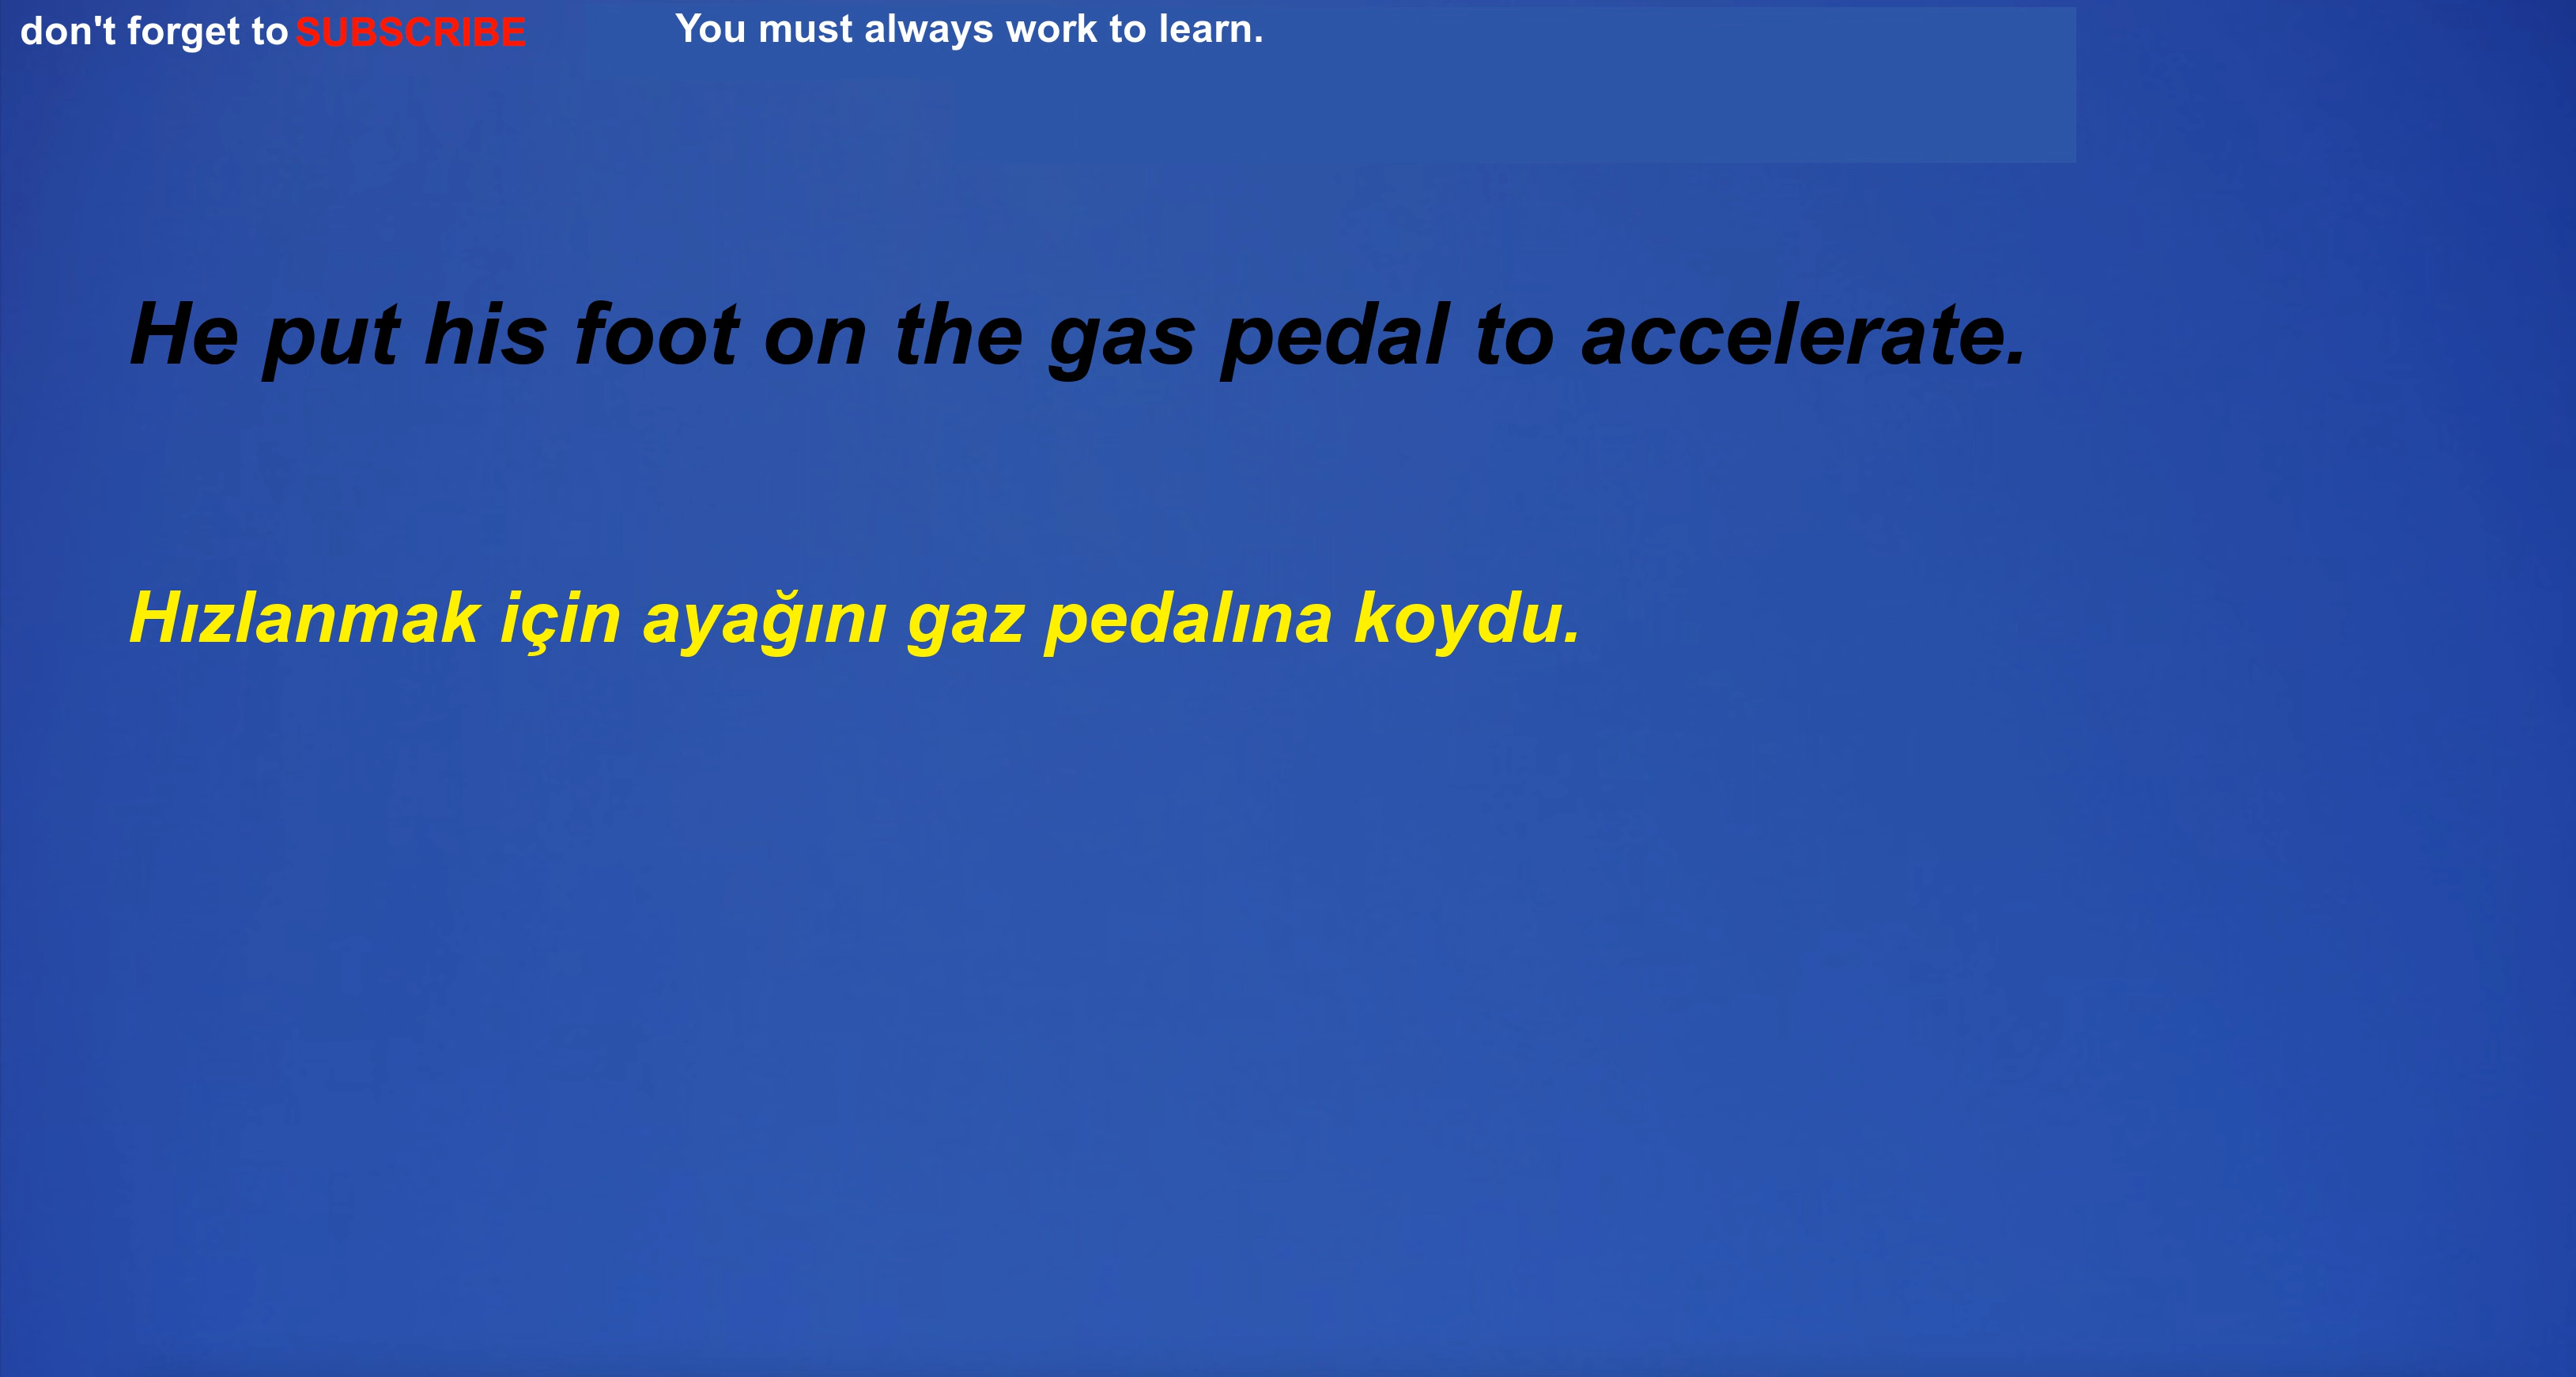 don't forget to SUBSCRIBE
You must always work to learn.
He put his foot on the gas pedal to accelerate.
Hızlanmak için ayağını gaz pedalına koydu.